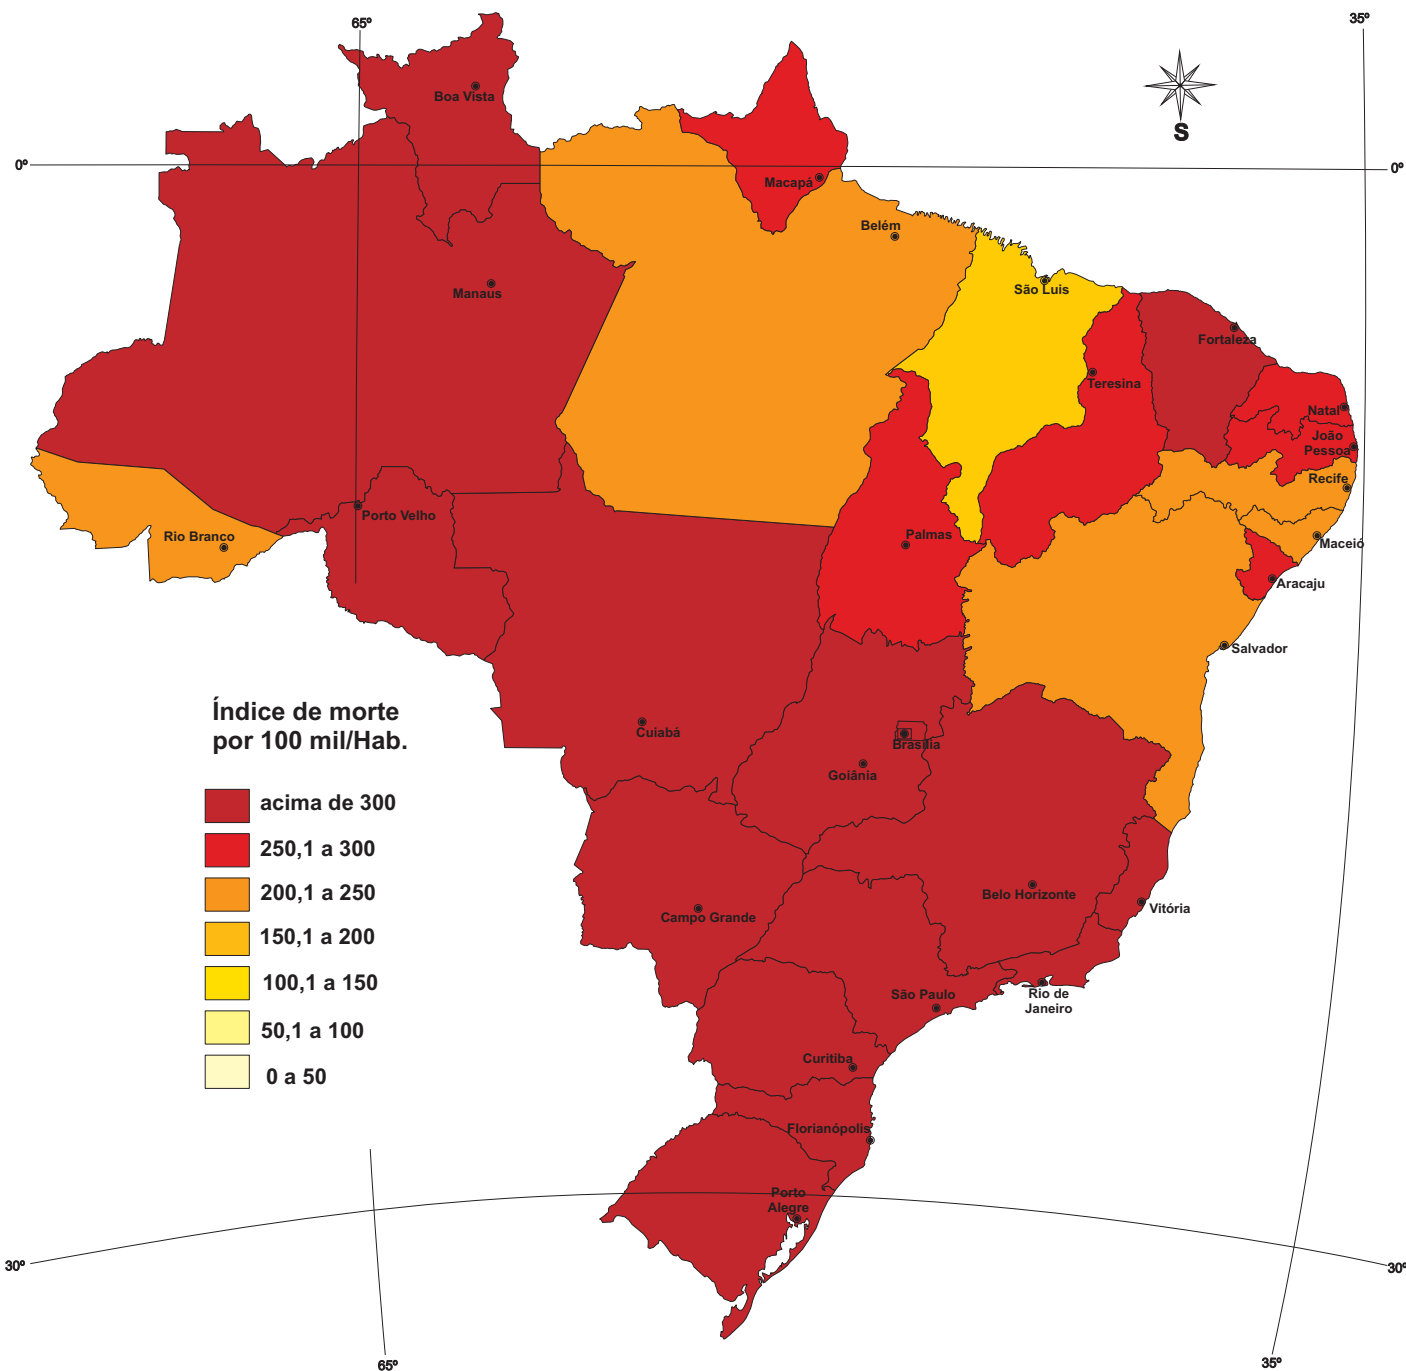 65º
35º
Boa Vista
S
0º
0º
Macapá
Belém
Manaus
São Luis
Fortaleza
Teresina
Natal
João
Pessoa
Recife
Porto Velho
Rio Branco
Palmas
Maceió
Aracaju
Salvador
Índice de morte
por 100 mil/Hab.
Cuiabá
Brasília
Goiânia
acima de 300
250,1 a 300
200,1 a 250
150,1 a 200
100,1 a 150
50,1 a 100
0 a 50
Belo Horizonte
Campo Grande
Vitória
São Paulo
Rio de
Janeiro
Curitiba
Florianópolis
Porto
Alegre
30º
30º
65º
35º